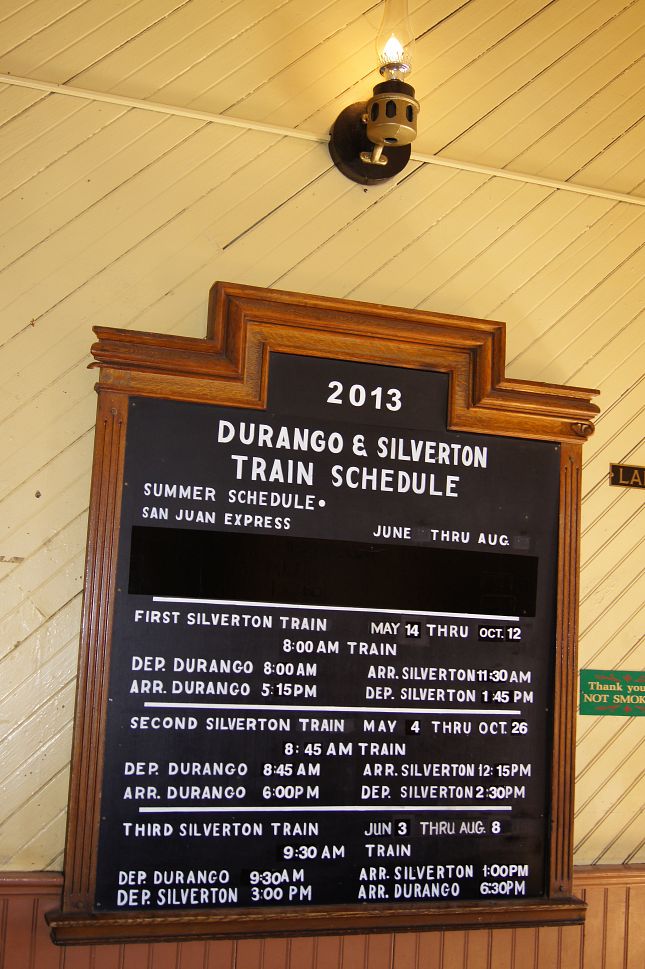 2013
DURANGO & SILVERTON
TRAIN SCHEDULE
SUMMER SCHEDULE•
SAN JUAN EXPRESS
JUNE THRU AUG.
FIRST SILVERTON TRAIN MAY 14 THRU OCT. 12
8:00 AM TRAIN
DEP. DURANGO 8:00 AM ARR. SILVERTON 11:30 AM
ARR. DURANGO 5:15 PM DEP. SILVERTON 1:45 PM
SECOND SILVERTON TRAIN MAY 4 THRU OCT. 26
8:45 AM TRAIN
DEP. DURANGO 8:45 AM ARR. SILVERTON 12:15 PM
ARR. DURANGO 6:00 PM DEP. SILVERTON 2:30 PM
THIRD SILVERTON TRAIN JUN 3 THRU AUG. 8
9:30 AM TRAIN
DEP. DURANGO 9:30 AM ARR. SILVERTON 1:00 PM
DEP. SILVERTON 3:00 PM ARR. DURANGO 6:30 PM
LA
Thank you
NOT SMOK